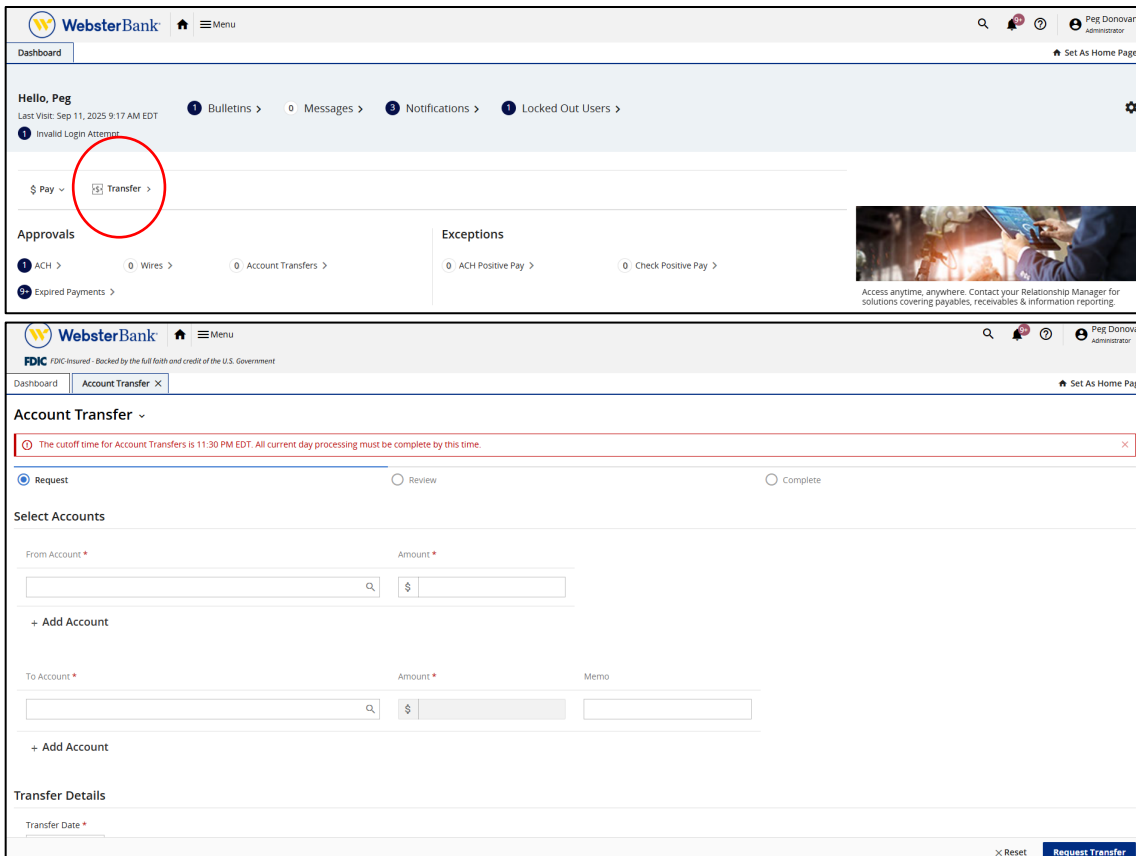 WebsterBank Menu 9+ Peg Donovan
Administrator
Dashboard Set As Home Page
Hello, Peg
Last Visit: Sep 11, 2025 9:17 AM EDT
1 Invalid Login Attempt
1 Bulletins > 0 Messages > 3 Notifications > 1 Locked Out Users >
$ Pay Transfer >
Approvals
1 ACH > 0 Wires > 0 Account Transfers >
9+ Expired Payments >
Exceptions
0 ACH Positive Pay > 0 Check Positive Pay >
Access anytime, anywhere. Contact your Relationship Manager for
solutions covering payables, receivables & information reporting.
WebsterBank Menu 9+ Peg Donova
Administrator
FDIC FDIC-Insured - Backed by the full faith and credit of the U.S. Government
Dashboard Account Transfer × Set As Home Pag
Account Transfer
The cutoff time for Account Transfers is 11:30 PM EDT. All current day processing must be complete by this time. ×
Request Review Complete
Select Accounts
From Account * Amount *
$
+ Add Account
To Account * Amount * Memo
$
+ Add Account
Transfer Details
Transfer Date *
× Reset Request Transfer